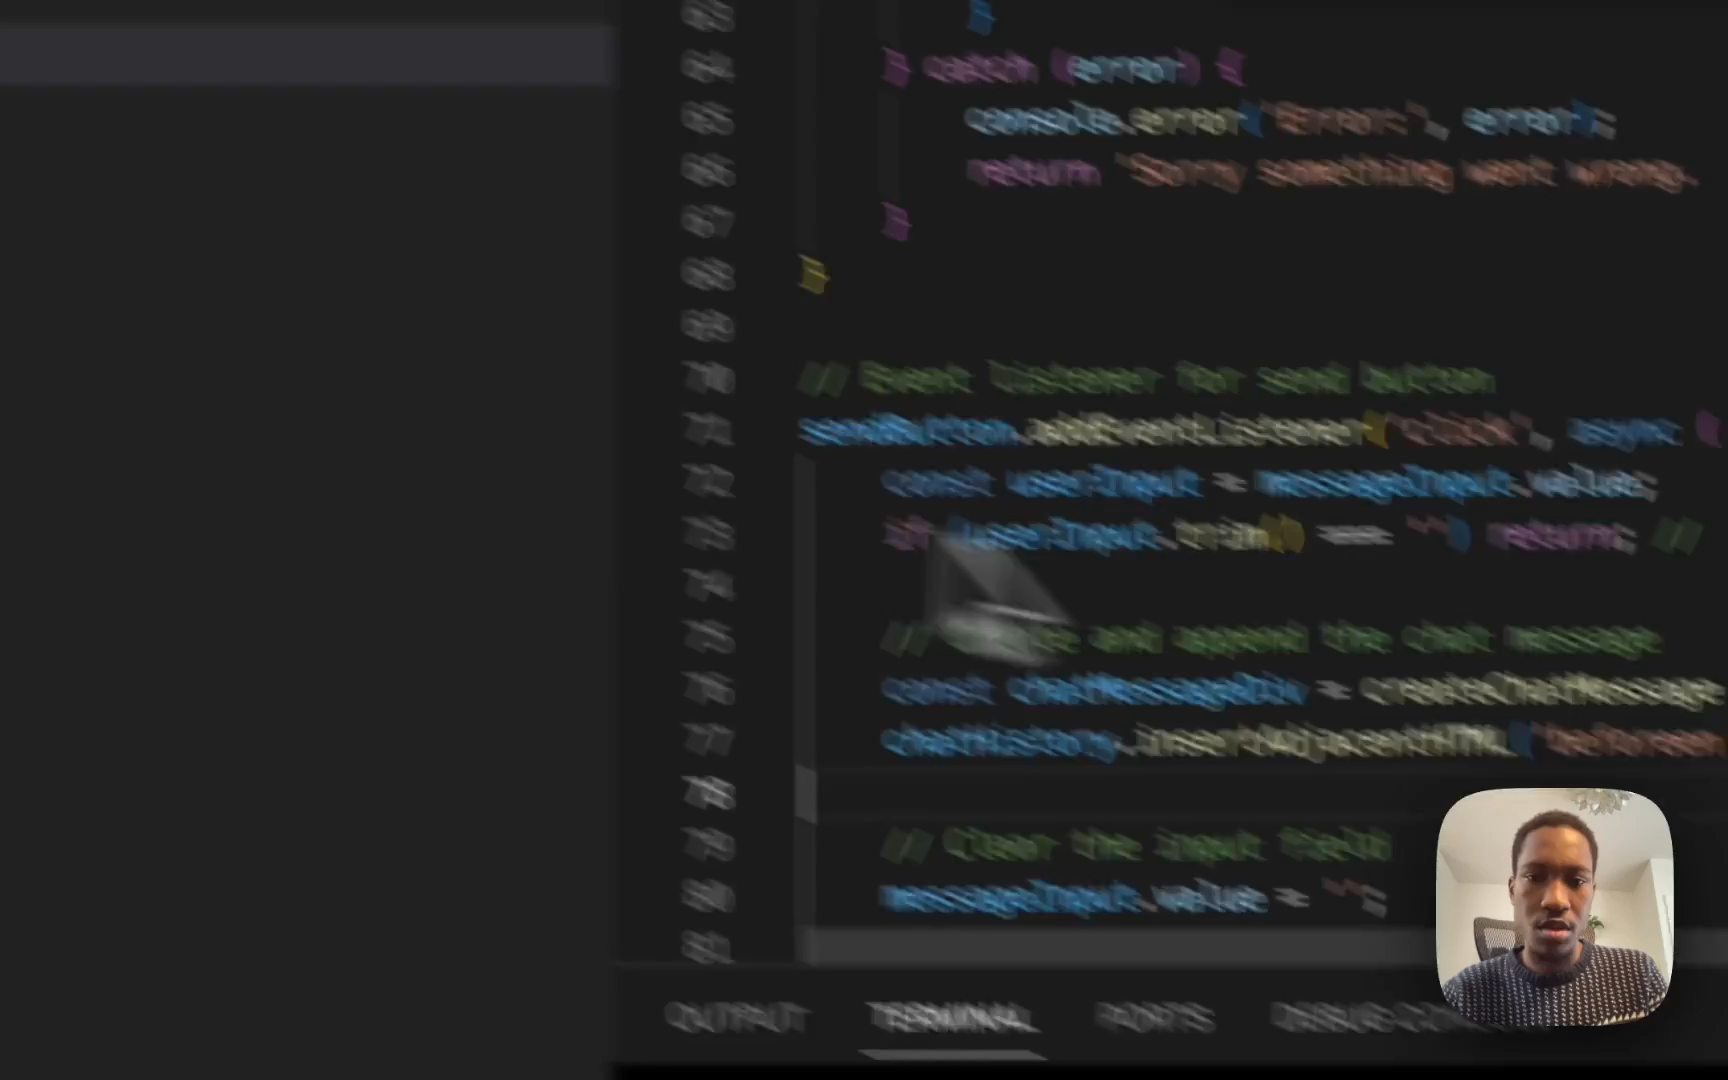 63
}
64 } catch (error) {
65 console.error('Error:', error);
66 return 'Sorry something went wrong.
67 }
68 }
69
70 // Event listener for send button
71 sendButton.addEventListener('click', async (
72 const userInput = messageInput.value;
73 if (userInput.trim() === '') return; //
74
75 // and append the chat message
76 const chatMessageDiv = createChatMessage
77 chatHistory.insertAdjacentHTML('beforeen
78
79 // Clear the input field
80 messageInput.value = '';
81
OUTPUT TERMINAL PORTS